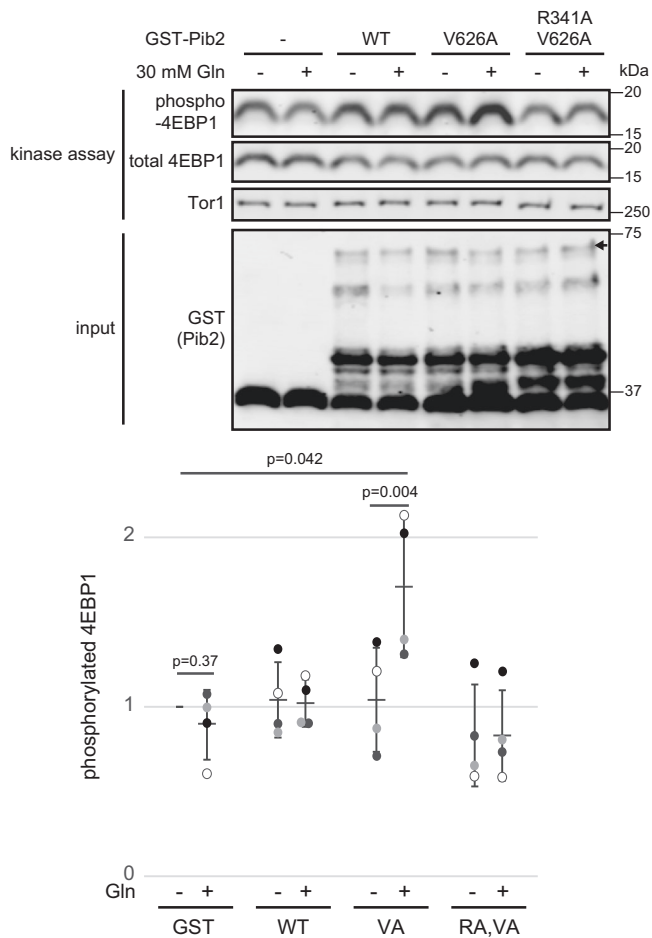 R341A
GST-Pib2 - WT V626A V626A
30 mM Gln - + - + - + - + kDa
phospho
-4EBP1
20
15
kinase assay
total 4EBP1
20
15
Tor1
250
75
input
GST
(Pib2)
37
p=0.042
p=0.004
2
p=0.37
phosphorylated 4EBP1
1
0
Gln - + - + - + - +
GST WT VA RA,VA